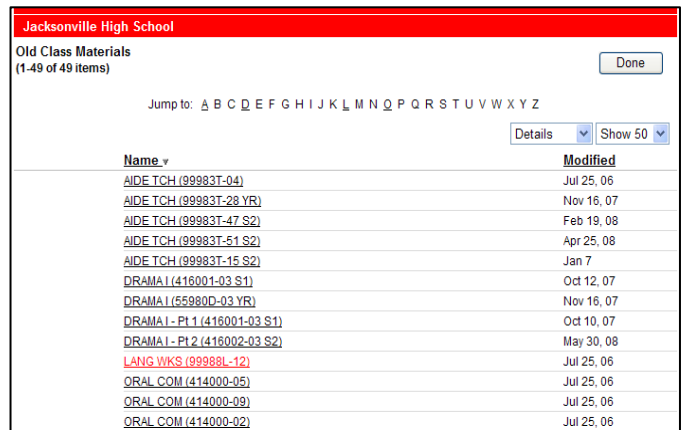 Jacksonville High School
Old Class Materials
(1-49 of 49 items)
Done
Jump to: A B C D E F G H I J K L M N O P Q R S T U V W X Y Z
Details Show 50
Name Modified
AIDE TCH (99983T-04) Jul 25, 06
AIDE TCH (99983T-28 YR) Nov 16, 07
AIDE TCH (99983T-47 S2) Feb 19, 08
AIDE TCH (99983T-51 S2) Apr 25, 08
AIDE TCH (99983T-15 S2) Jan 7
DRAMA I (416001-03 S1) Oct 12, 07
DRAMA I (55980D-03 YR) Nov 16, 07
DRAMA I - Pt 1 (416001-03 S1) Oct 10, 07
DRAMA I - Pt 2 (416002-03 S2) May 30, 08
LANG WKS (99988L-12) Jul 25, 06
ORAL COM (414000-05) Jul 25, 06
ORAL COM (414000-09) Jul 25, 06
ORAL COM (414000-02) Jul 25, 06